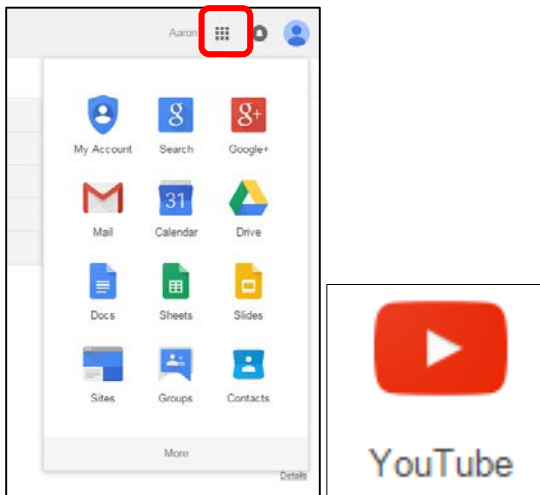 Aaron
My Account Search Google+
Mail Calendar Drive
Docs Sheets Slides
Sites Groups Contacts
More
Details
YouTube